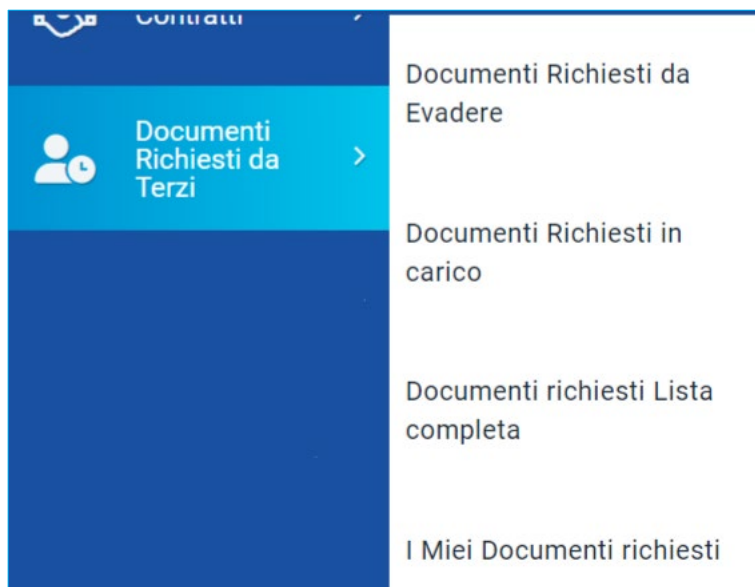 Contratti
Documenti
Richiesti da
Terzi
Documenti Richiesti da
Evadere
Documenti Richiesti in
carico
Documenti richiesti Lista
completa
I Miei Documenti richiesti